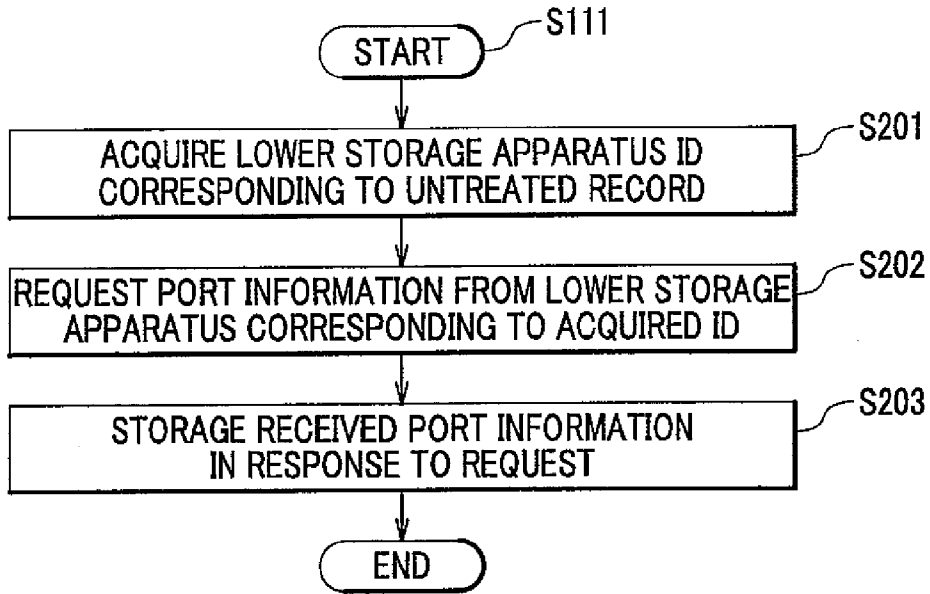 START
S111
ACQUIRE LOWER STORAGE APPARATUS ID
CORRESPONDING TO UNTREATED RECORD
S201
REQUEST PORT INFORMATION FROM LOWER STORAGE
APPARATUS CORRESPONDING TO ACQUIRED ID
S202
STORAGE RECEIVED PORT INFORMATION
IN RESPONSE TO REQUEST
S203
END